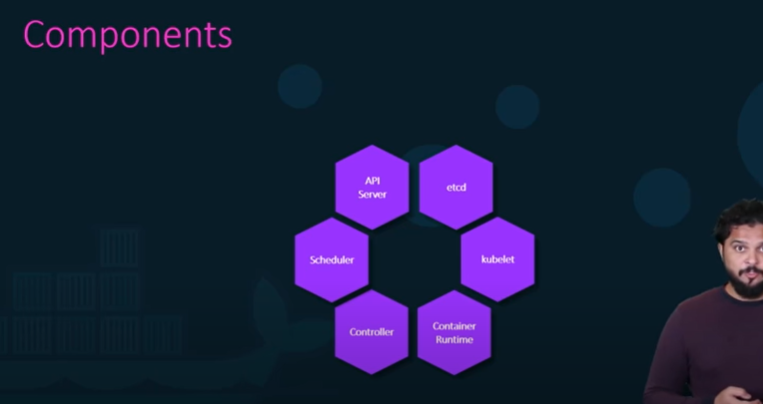 Components
API
Server
etcd
Scheduler
kubelet
Controller
Container
Runtime